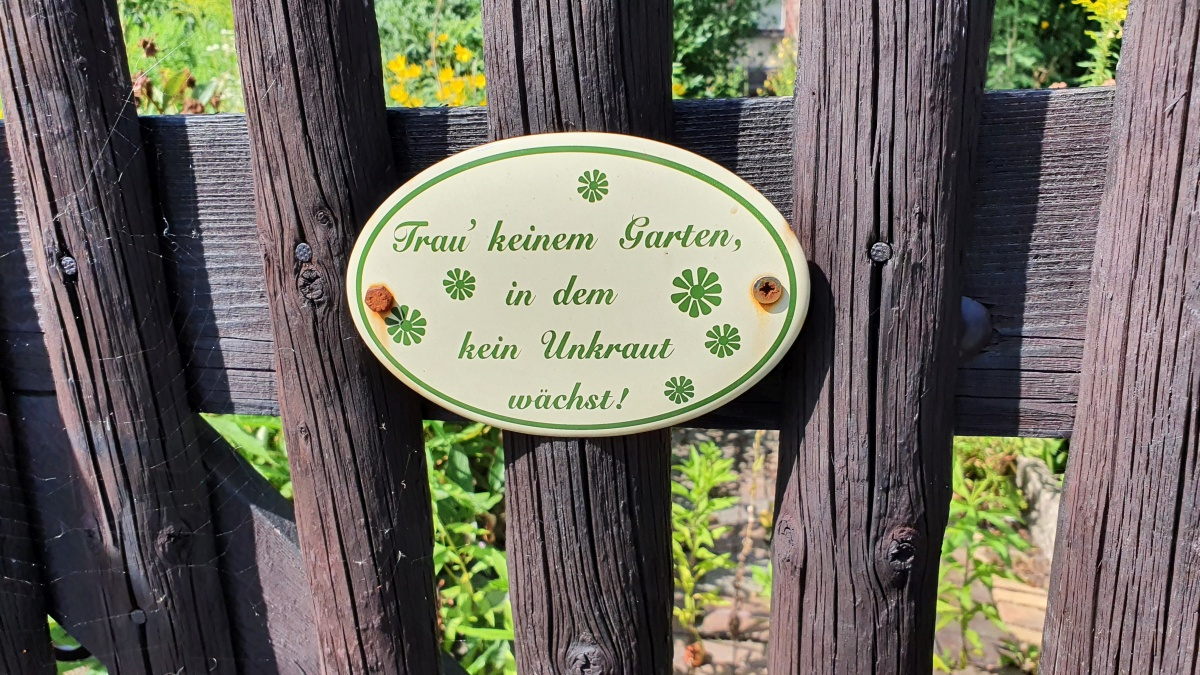 Trau' keinem Garten,
in dem
kein Unkraut
wächst!